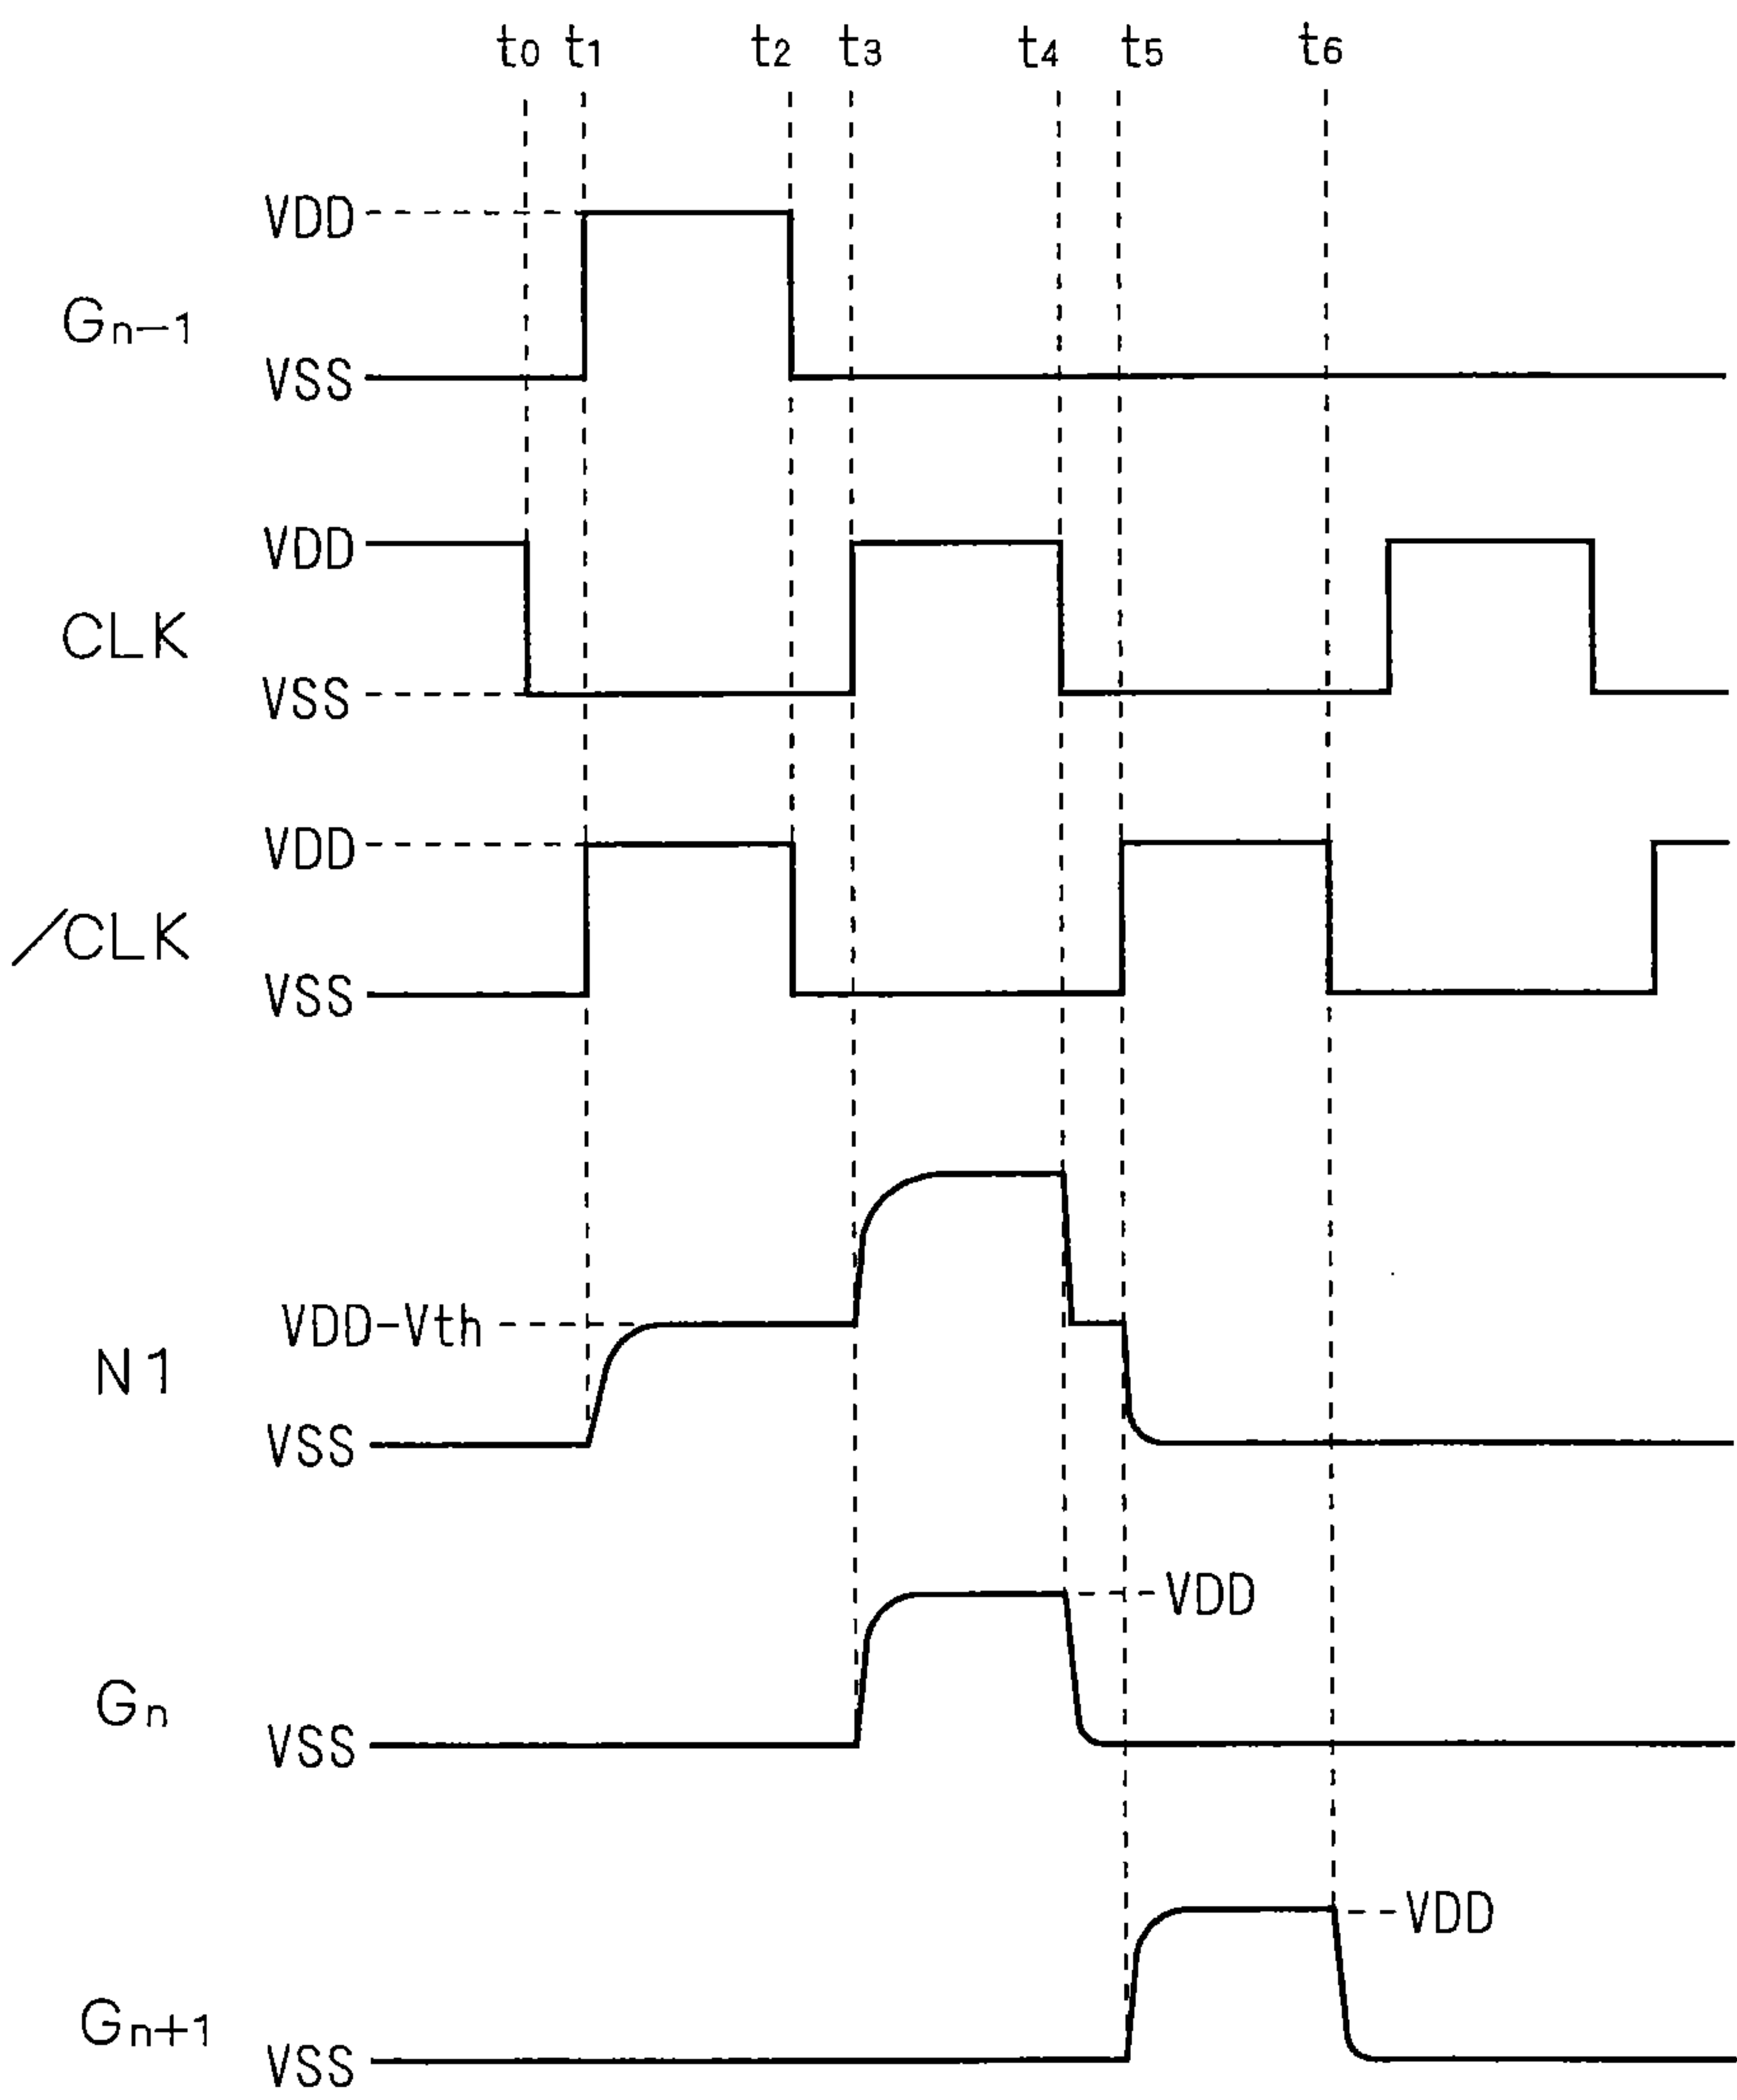 t0 t1 t2 t3 t4 t5 t6
VDD
Gn-1
VSS
VDD
CLK
VSS
VDD
/CLK
VSS
VDD-Vth
N1
VSS
VDD
Gn
VSS
VDD
Gn+1
VSS